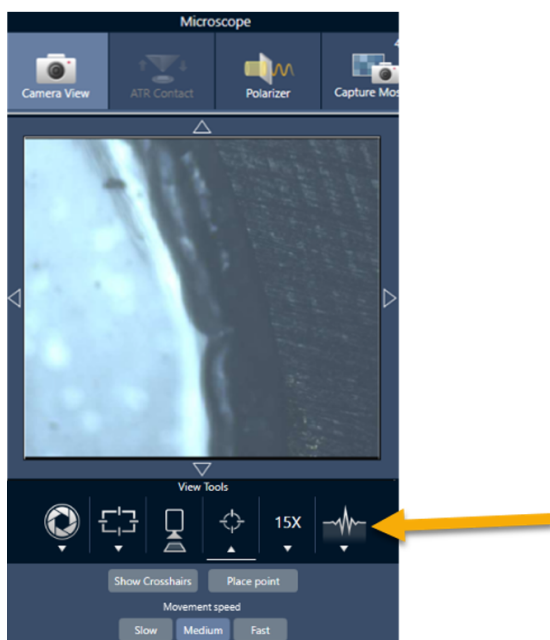 Microscope
Camera View
ATR Contact
Polarizer
Capture Mos
View Tools
15X
Show Crosshairs Place point
Movement speed
Slow Medium Fast